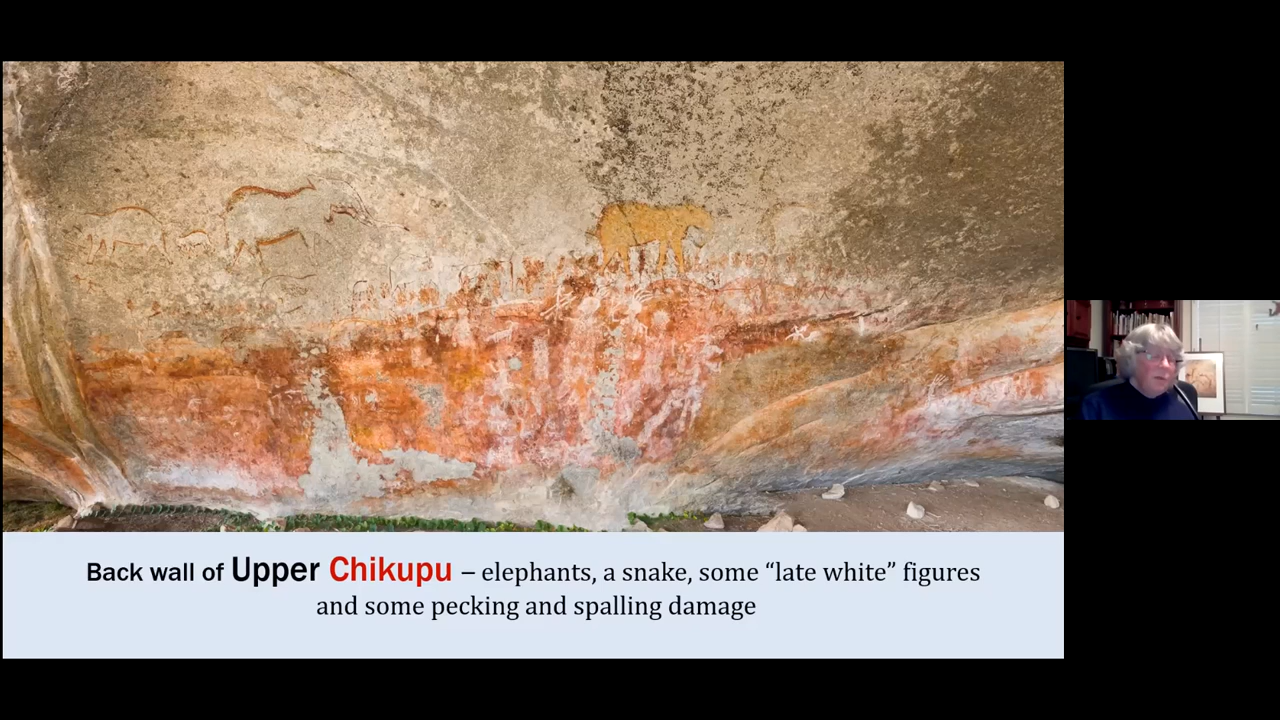 Back wall of Upper Chikupu – elephants, a snake, some “late white” figures
and some pecking and spalling damage